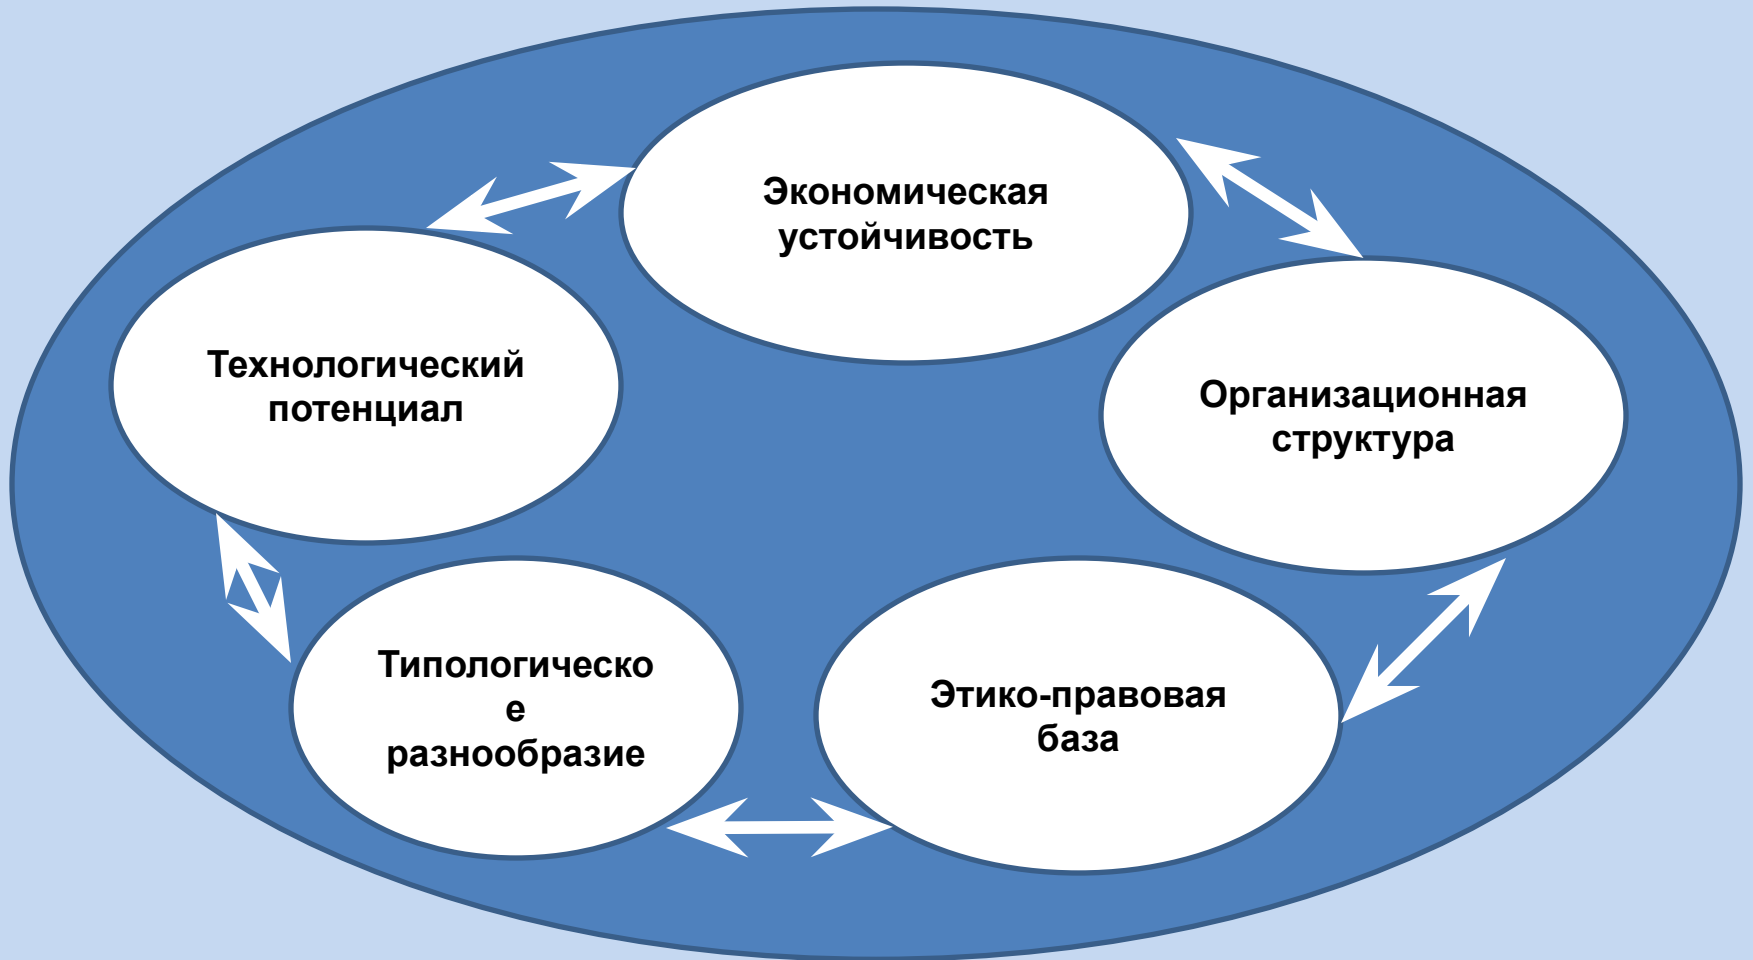 Экономическая
устойчивость
Технологический
потенциал
Организационная
структура
Типологическо
е
разнообразие
Этико-правовая
база